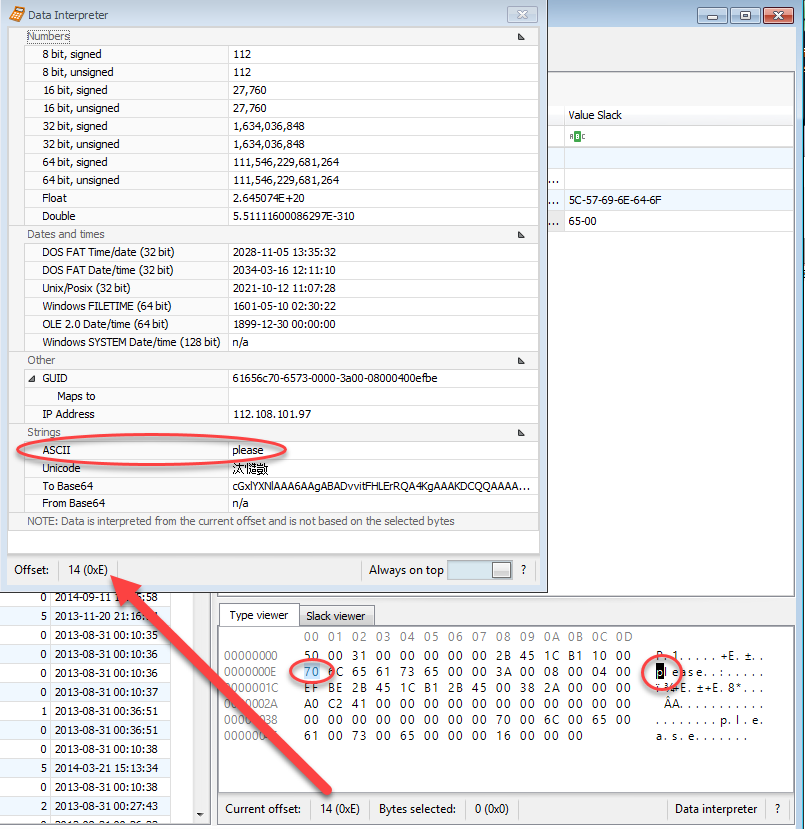 Data Interpreter
Numbers
8 bit, signed 112
8 bit, unsigned 112
16 bit, signed 27,760
16 bit, unsigned 27,760
32 bit, signed 1,634,036,848
32 bit, unsigned 1,634,036,848
64 bit, signed 111,546,229,681,264
64 bit, unsigned 111,546,229,681,264
Float 2.645074E+20
Double 5.51111600086297E-310
Dates and times
DOS FAT Time/date (32 bit) 2028-11-05 13:35:32
DOS FAT Date/time (32 bit) 2034-03-16 12:11:10
Unix/Posix (32 bit) 2021-10-12 11:07:28
Windows FILETIME (64 bit) 1601-05-10 02:30:22
OLE 2.0 Date/time (64 bit) 1899-12-30 00:00:00
Windows SYSTEM Date/time (128 bit) n/a
Other
GUID 61656c70-6573-0000-3a00-08000400efbe
Maps to
IP Address 112.108.101.97
Strings
ASCII please
Unicode
To Base64 cGxlYXNlAAA6AAgABADvvitFHLErRQA4KgAAAKDCQQAAAA...
From Base64 n/a
NOTE: Data is interpreted from the current offset and is not based on the selected bytes
Offset: 14 (0xE) Always on top ?
Value Slack
ABC
...
... 5C-57-69-6E-64-6F
... 65-00
0 2014-09-11 :58
5 2013-11-20 21:16:
0 2013-08-31 00:10:35
0 2013-08-31 00:10:36
0 2013-08-31 00:10:36
0 2013-08-31 00:10:37
1 2013-08-31 00:36:51
0 2013-08-31 00:36:51
0 2013-08-31 00:10:38
5 2014-03-21 15:13:34
0 2013-08-31 00:10:38
2 2013-08-31 00:27:43
Type viewer Slack viewer
00 01 02 03 04 05 06 07 08 09 0A 0B 0C 0D
00000000 50 00 31 00 00 00 00 00 2B 45 1C B1 10 00 P.1.....+E.±..
0000000E 70 6C 65 61 73 65 00 00 3A 00 08 00 04 00 please..:.....
0000001C EF BE 2B 45 1C B1 2B 45 00 38 2A 00 00 00 ï¾+E.±+E.8*...
0000002A A0 C2 41 00 00 00 00 00 00 00 00 00 00 00 ÂA...........
00000038 00 00 00 00 00 00 00 00 70 00 6C 00 65 00 ........p.l.e.
61 00 73 00 65 00 00 00 16 00 00 00 a.s.e.......
Current offset: 14 (0xE) Bytes selected: 0 (0x0) Data interpreter ?